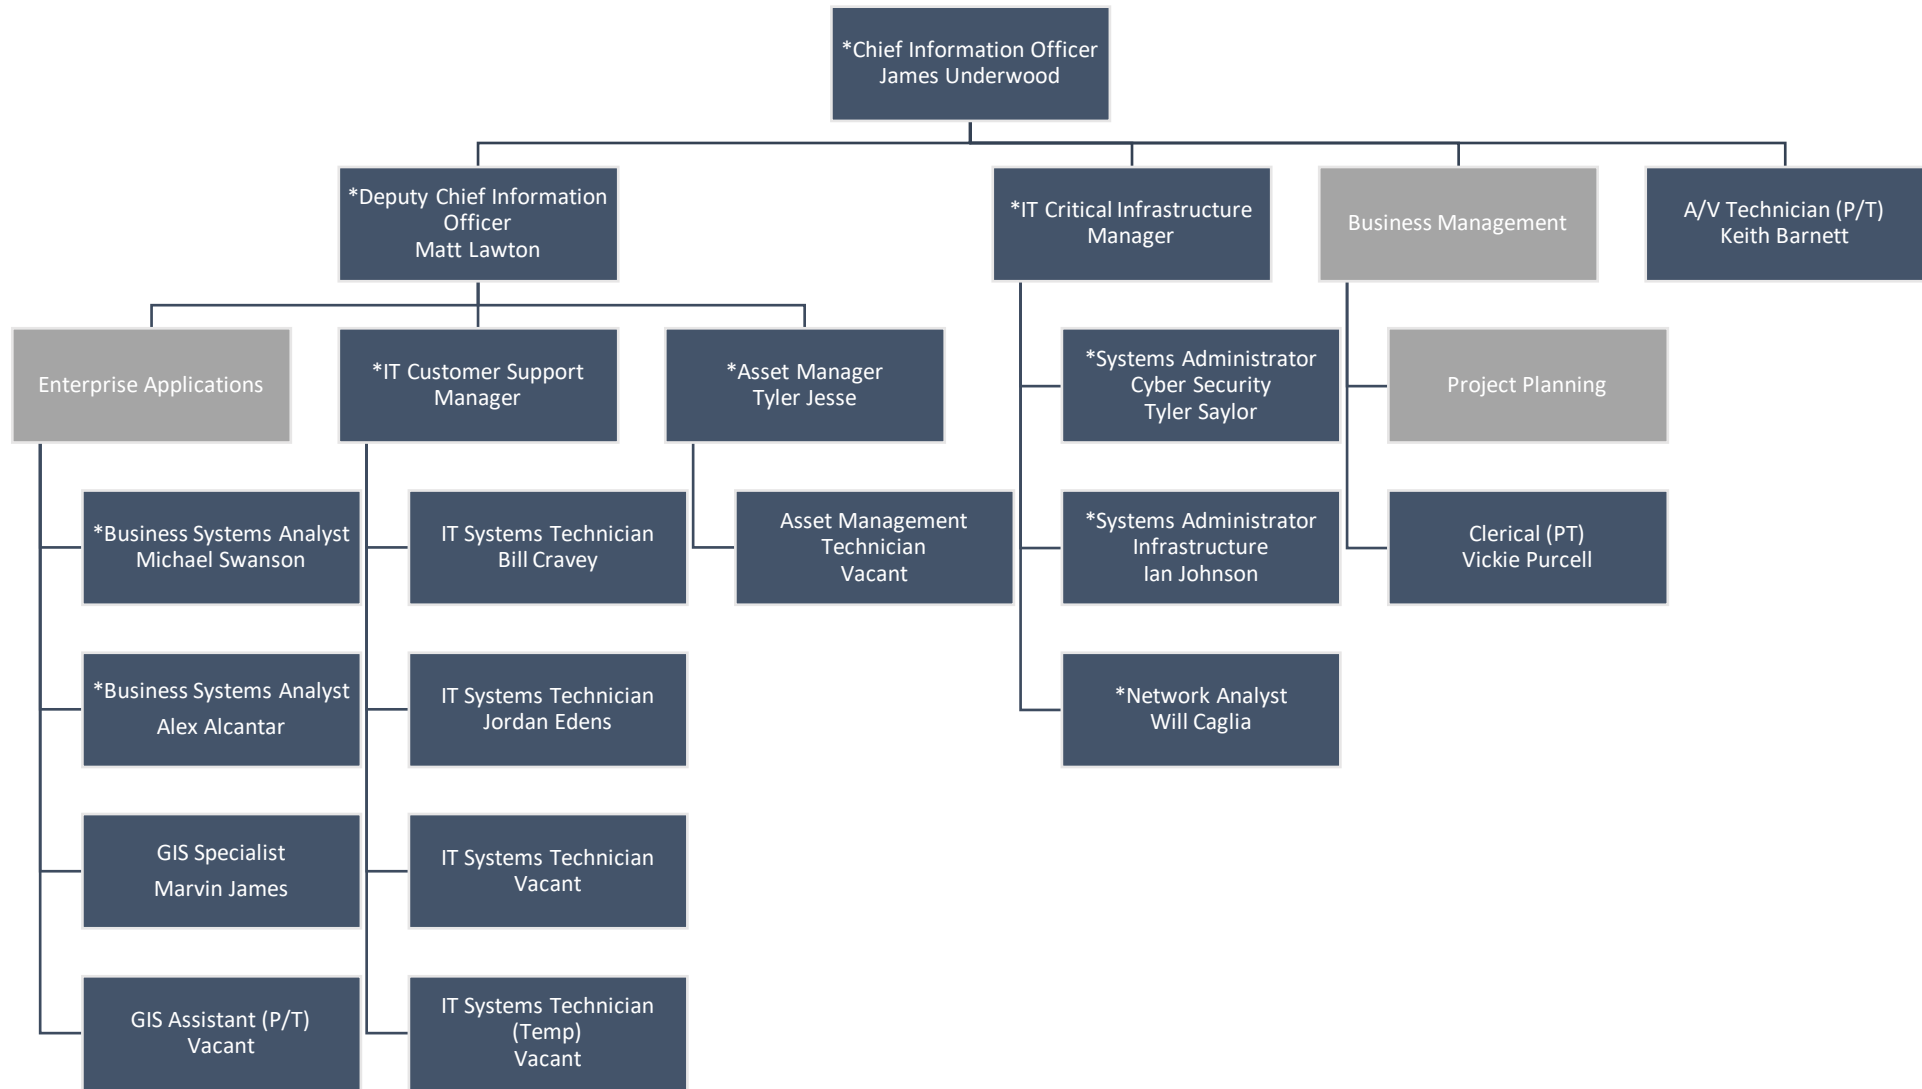 *Chief Information Officer
James Underwood
*Deputy Chief Information
Officer
Matt Lawton
*IT Critical Infrastructure
Manager
Business Management
A/V Technician (P/T)
Keith Barnett
Enterprise Applications
*IT Customer Support
Manager
*Asset Manager
Tyler Jesse
*Systems Administrator
Cyber Security
Tyler Saylor
Project Planning
*Business Systems Analyst
Michael Swanson
IT Systems Technician
Bill Cravey
Asset Management
Technician
Vacant
*Systems Administrator
Infrastructure
Ian Johnson
Clerical (PT)
Vickie Purcell
*Business Systems Analyst
Alex Alcantar
IT Systems Technician
Jordan Edens
*Network Analyst
Will Caglia
GIS Specialist
Marvin James
IT Systems Technician
Vacant
GIS Assistant (P/T)
Vacant
IT Systems Technician
(Temp)
Vacant